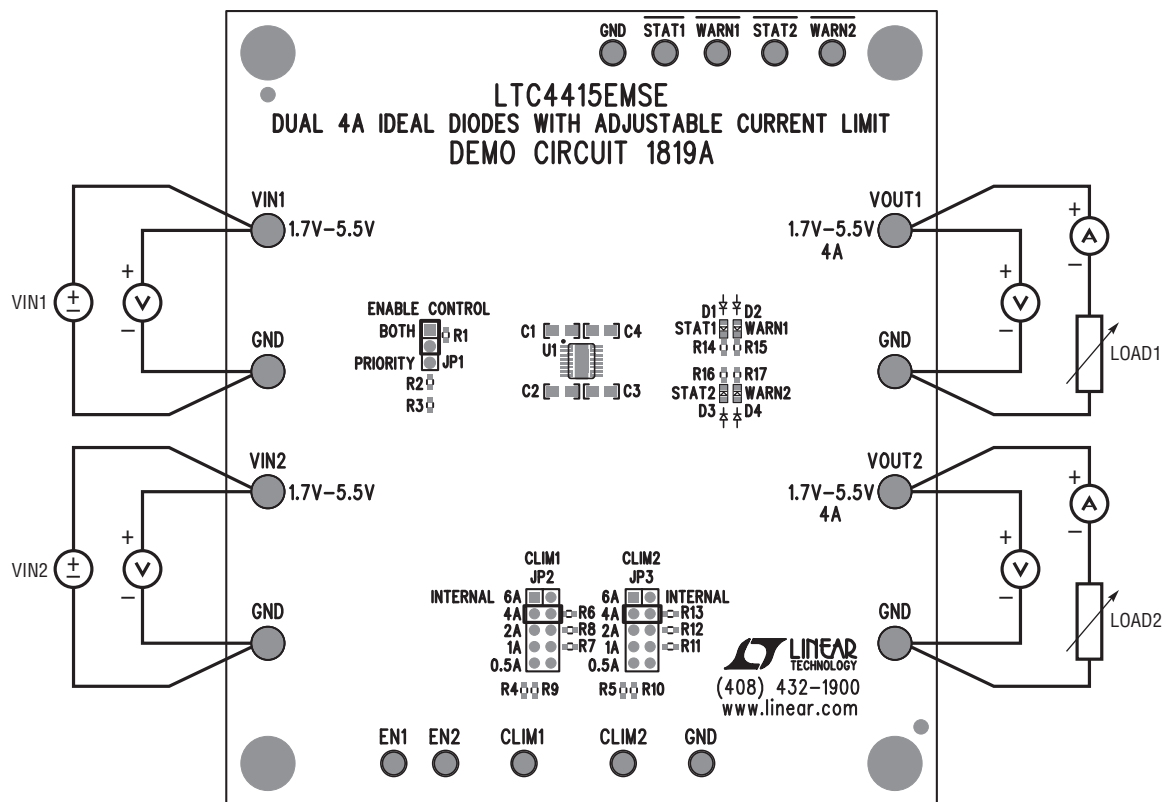 GND STAT1 WARN1 STAT2 WARN2
LTC4415EMSE
DUAL 4A IDEAL DIODES WITH ADJUSTABLE CURRENT LIMIT
DEMO CIRCUIT 1819A
VIN1
1.7V-5.5V
VIN1
+
V
-
+
-
GND
VOUT1
1.7V-5.5V
4A
+
A
-
+
V
-
GND
LOAD1
ENABLE CONTROL
BOTH
R1
PRIORITY
JP1
R2
R3
C1
C4
U1
C2
C3
D1 D2
STAT1 WARN1
R14 R15
R16 R17
STAT2 WARN2
D3 D4
VIN2
1.7V-5.5V
VIN2
+
V
-
+
-
GND
VOUT2
1.7V-5.5V
4A
+
A
-
+
V
-
GND
LOAD2
CLIM1
JP2
INTERNAL 6A
4A R6
2A R8
1A R7
0.5A
R4 R9
CLIM2
JP3
6A INTERNAL
4A R13
2A R12
1A R11
0.5A
R5 R10
LINEAR
TECHNOLOGY
(408) 432-1900
www.linear.com
EN1 EN2 CLIM1 CLIM2 GND